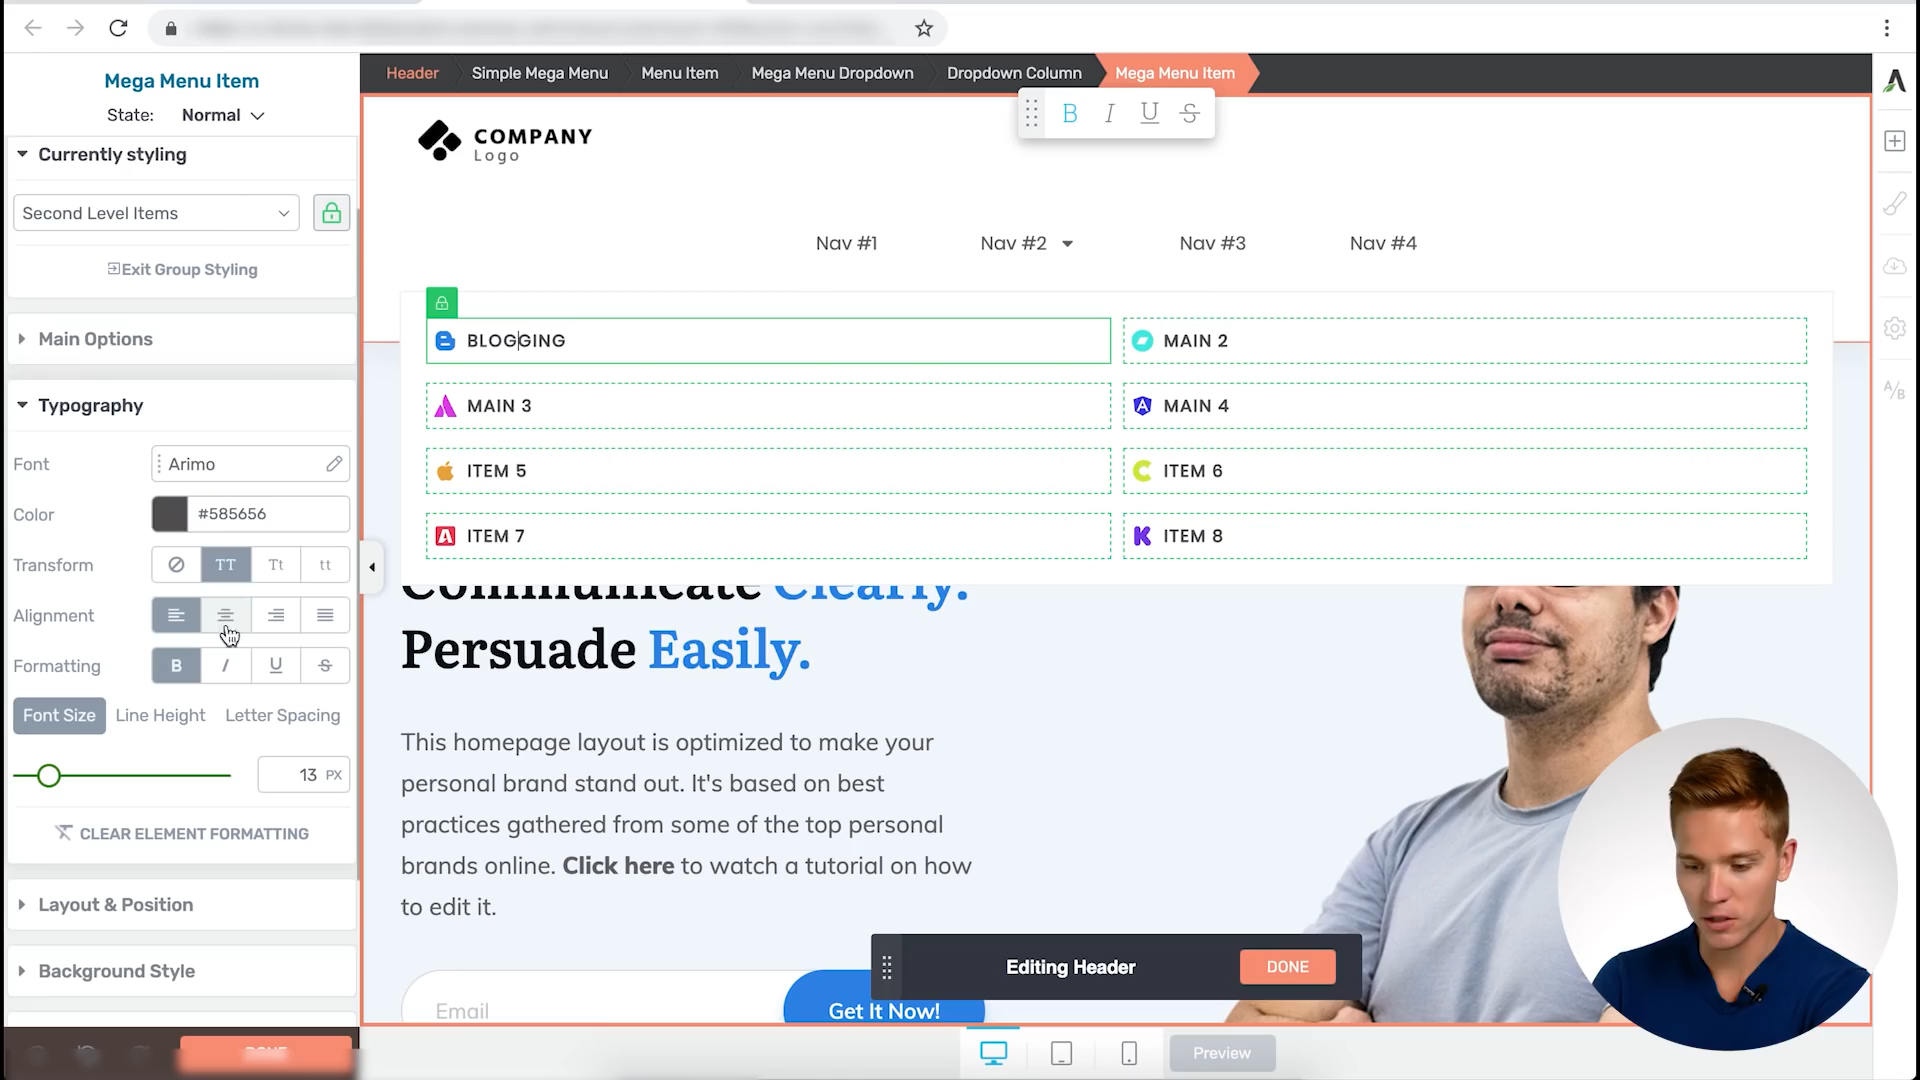 Mega Menu Item
State: Normal
Currently styling
Second Level Items
Exit Group Styling
Main Options
Typography
Font Arimo
Color #585656
Transform TT Tt tt
Alignment
Formatting B I U S
Font Size Line Height Letter Spacing
13 PX
CLEAR ELEMENT FORMATTING
Layout & Position
Background Style
Header Simple Mega Menu Menu Item Mega Menu Dropdown Dropdown Column Mega Menu Item
B I U S
COMPANY
Logo
Nav #1 Nav #2 Nav #3 Nav #4
BLOGGING MAIN 2
MAIN 3 MAIN 4
ITEM 5 ITEM 6
ITEM 7 ITEM 8
Communicate Clearly.
Persuade Easily.
This homepage layout is optimized to make your
personal brand stand out. It's based on best
practices gathered from some of the top personal
brands online. Click here to watch a tutorial on how
to edit it.
Editing Header DONE
Email Get It Now!
Preview
A/B